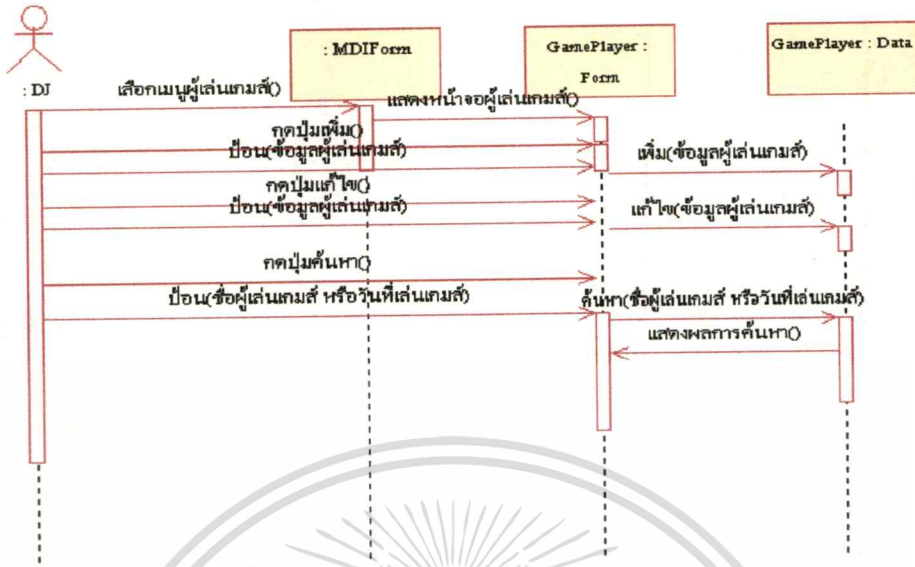 : DJ
: MDIForm
GamePlayer :
Form
GamePlayer : Data
เลือกเมนูผู้เล่นเกมส์()
แสดงหน้าจอผู้เล่นเกมส์()
กดปุ่มเพิ่ม()
ป้อน(ข้อมูลผู้เล่นเกมส์)
เพิ่ม(ข้อมูลผู้เล่นเกมส์)
กดปุ่มแก้ไข()
ป้อน(ข้อมูลผู้เล่นเกมส์)
แก้ไข(ข้อมูลผู้เล่นเกมส์)
กดปุ่มค้นหา()
ป้อน(ชื่อผู้เล่นเกมส์ หรือวันที่เล่นเกมส์)
ค้นหา(ชื่อผู้เล่นเกมส์ หรือวันที่เล่นเกมส์)
แสดงผลการค้นหา()